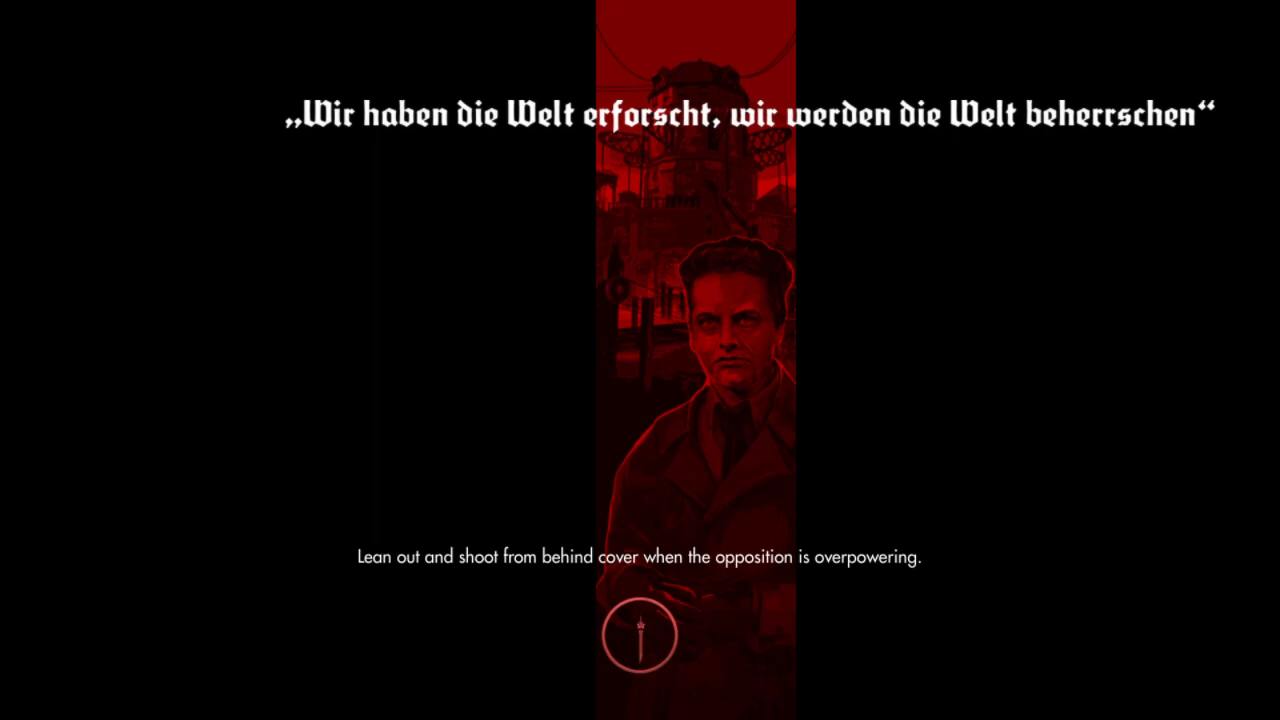 „Wir haben die Welt erforscht, wir werden die Welt beherrschen“
Lean out and shoot from behind cover when the opposition is overpowering.